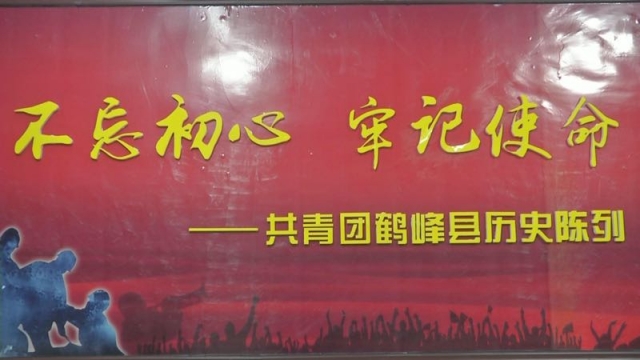 不忘初心 牢记使命
——共青团鹤峰县历史陈列